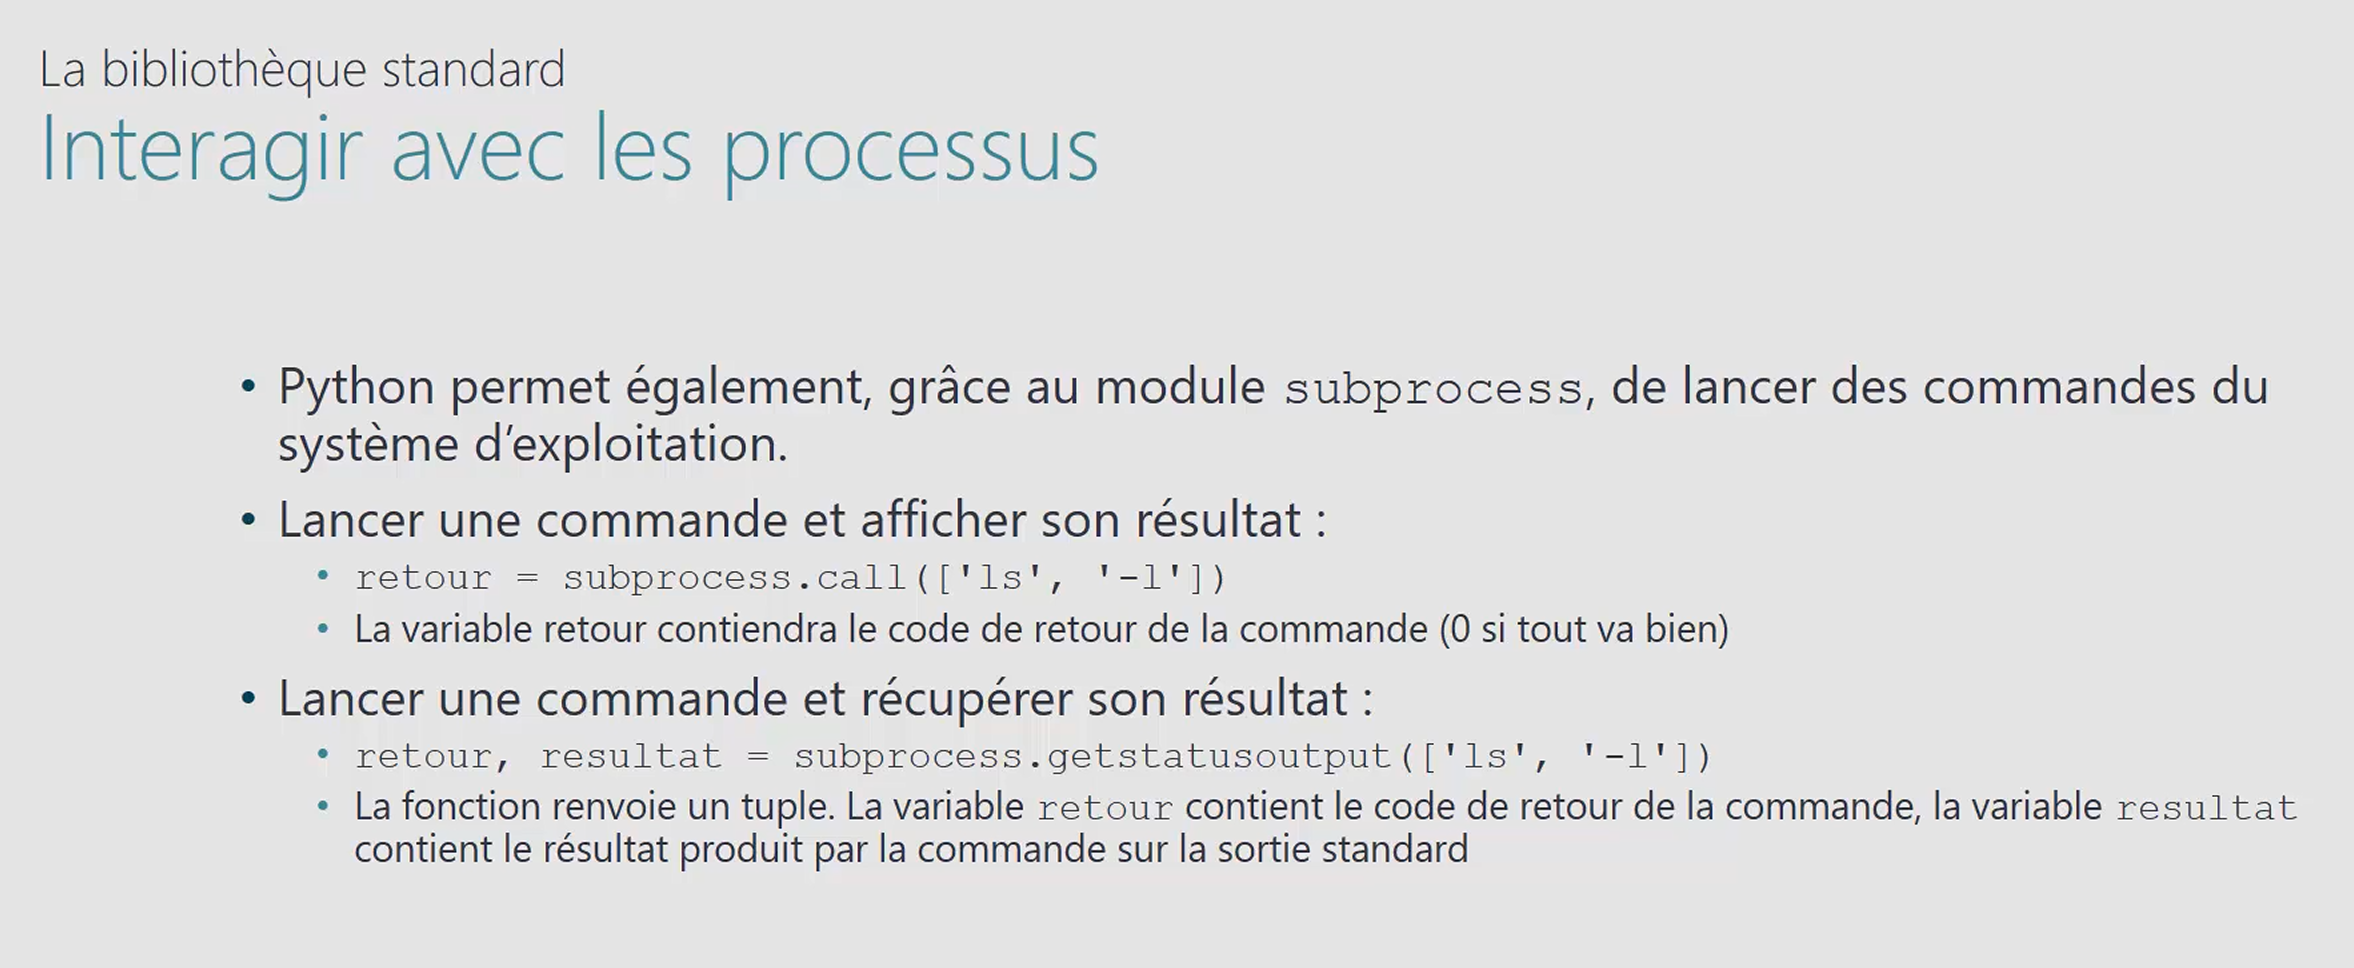 La bibliothèque standard
Interagir avec les processus
• Python permet également, grâce au module subprocess, de lancer des commandes du
système d’exploitation.
• Lancer une commande et afficher son résultat :
• retour = subprocess.call(['ls', '-l'])
• La variable retour contiendra le code de retour de la commande (0 si tout va bien)
• Lancer une commande et récupérer son résultat :
• retour, resultat = subprocess.getstatusoutput(['ls', '-l'])
• La fonction renvoie un tuple. La variable retour contient le code de retour de la commande, la variable resultat
contient le résultat produit par la commande sur la sortie standard